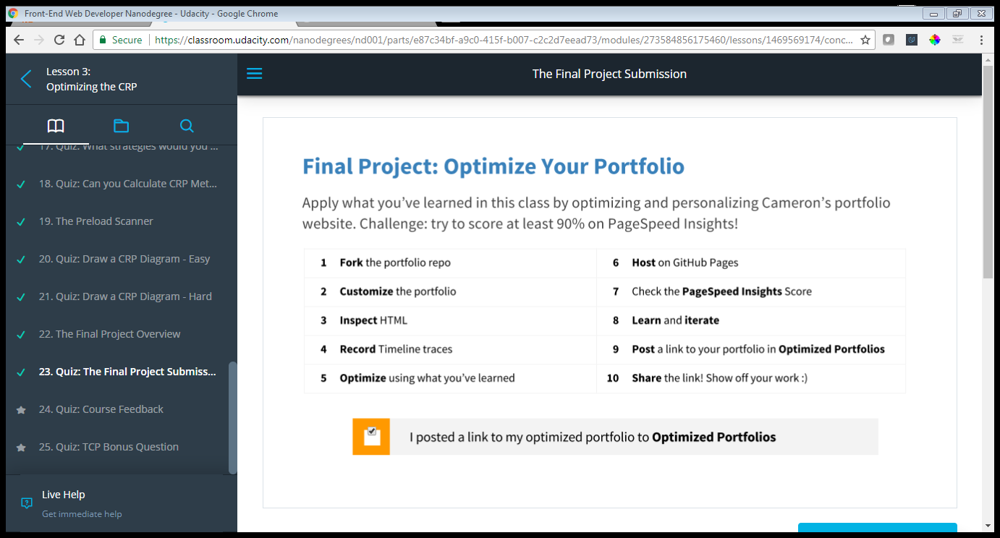 Front-End Web Developer Nanodegree - Udacity - Google Chrome
Secure https://classroom.udacity.com/nanodegrees/nd001/parts/e87c34bf-a9c0-415f-b007-c2c2d7eead73/modules/273584856175460/lessons/1469569174/conc...
Lesson 3:
Optimizing the CRP
The Final Project Submission
17. Quiz: What strategies would you ...
18. Quiz: Can you Calculate CRP Met...
19. The Preload Scanner
20. Quiz: Draw a CRP Diagram - Easy
21. Quiz: Draw a CRP Diagram - Hard
22. The Final Project Overview
23. Quiz: The Final Project Submiss...
24. Quiz: Course Feedback
25. Quiz: TCP Bonus Question
Live Help
Get immediate help
Final Project: Optimize Your Portfolio
Apply what you've learned in this class by optimizing and personalizing Cameron's portfolio
website. Challenge: try to score at least 90% on PageSpeed Insights!
1 Fork the portfolio repo
2 Customize the portfolio
3 Inspect HTML
4 Record Timeline traces
5 Optimize using what you've learned
6 Host on GitHub Pages
7 Check the PageSpeed Insights Score
8 Learn and iterate
9 Post a link to your portfolio in Optimized Portfolios
10 Share the link! Show off your work :)
I posted a link to my optimized portfolio to Optimized Portfolios